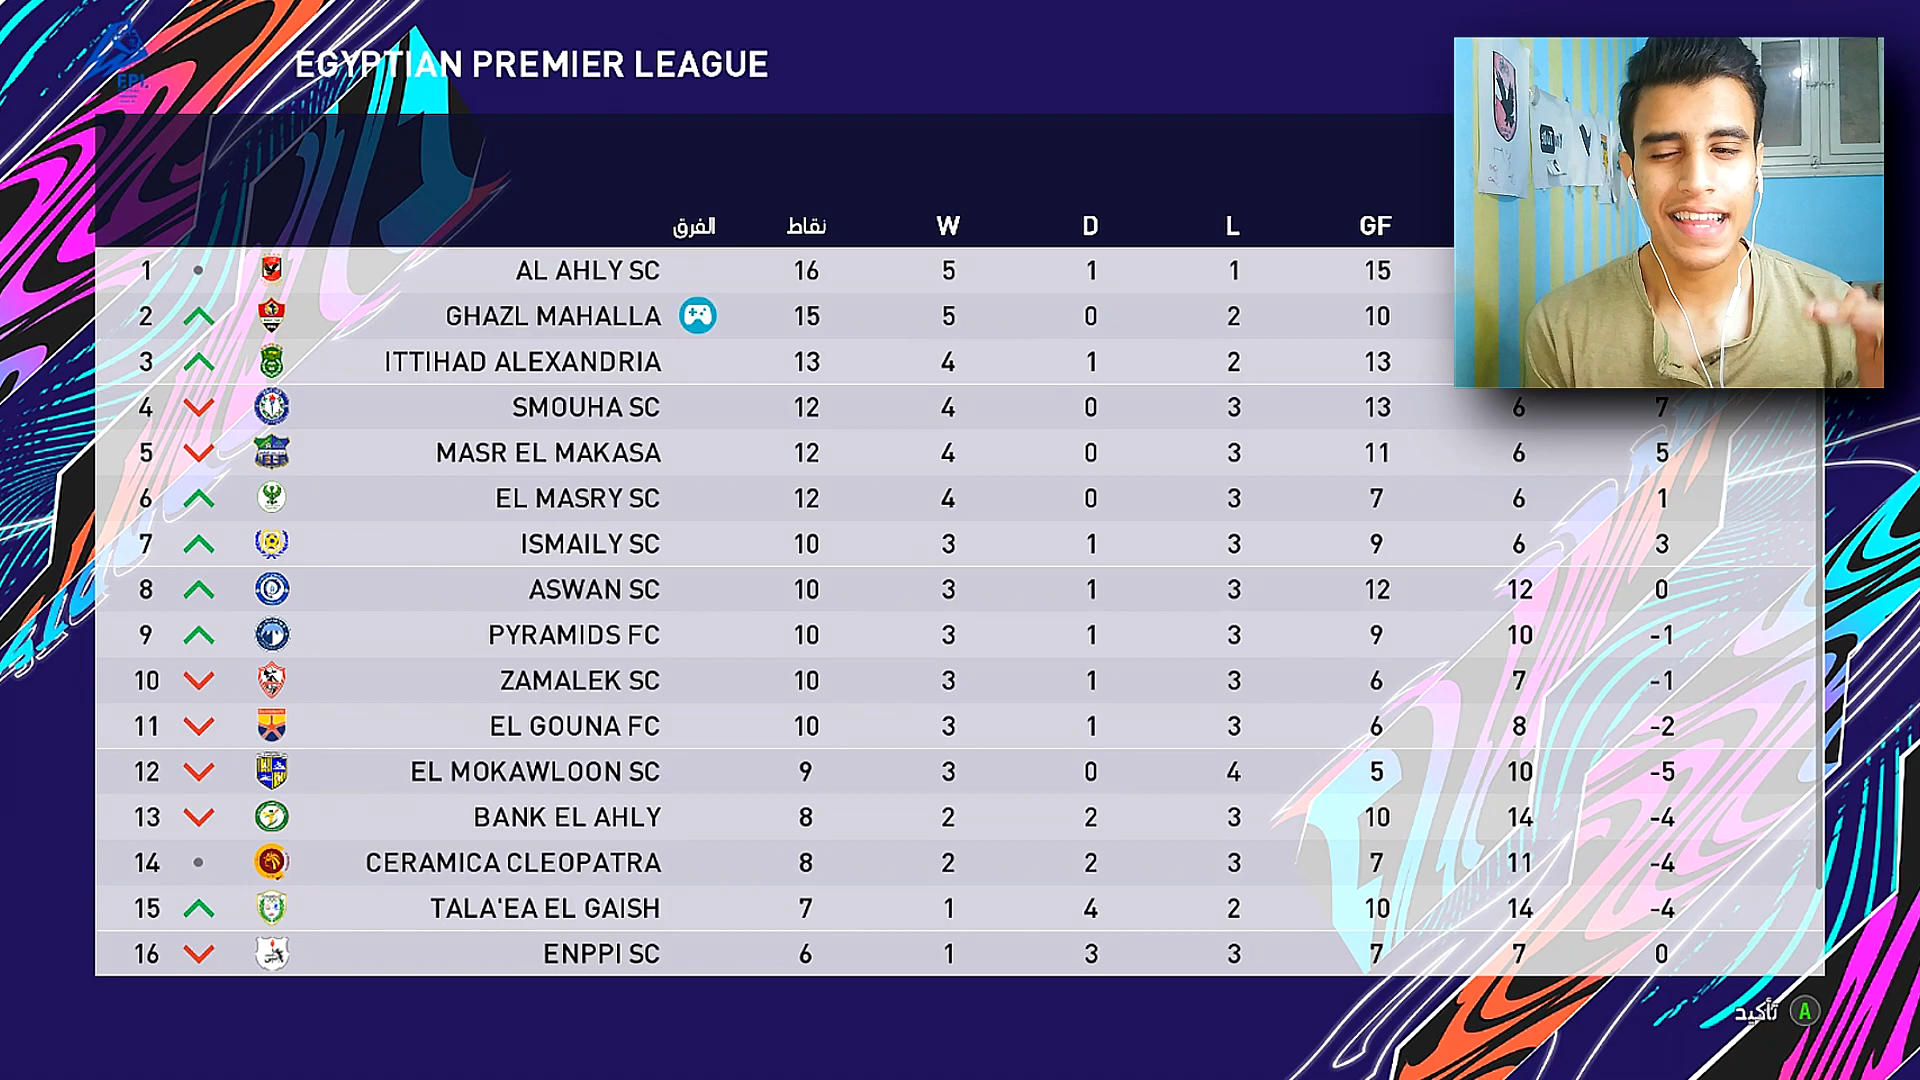 EGYPTIAN PREMIER LEAGUE
EPL
الفرق نقاط W D L GF
1 AL AHLY SC 16 5 1 1 15
2 GHAZL MAHALLA 15 5 0 2 10
3 ITTIHAD ALEXANDRIA 13 4 1 2 13
4 SMOUHA SC 12 4 0 3 13 6 7
5 MASR EL MAKASA 12 4 0 3 11 6 5
6 EL MASRY SC 12 4 0 3 7 6 1
7 ISMAILY SC 10 3 1 3 9 6 3
8 ASWAN SC 10 3 1 3 12 12 0
9 PYRAMIDS FC 10 3 1 3 9 10 -1
10 ZAMALEK SC 10 3 1 3 6 7 -1
11 EL GOUNA FC 10 3 1 3 6 8 -2
12 EL MOKAWLOON SC 9 3 0 4 5 10 -5
13 BANK EL AHLY 8 2 2 3 10 14 -4
14 CERAMICA CLEOPATRA 8 2 2 3 7 11 -4
15 TALA'EA EL GAISH 7 1 4 2 10 14 -4
16 ENPPI SC 6 1 3 3 7 7 0
تأكيد A